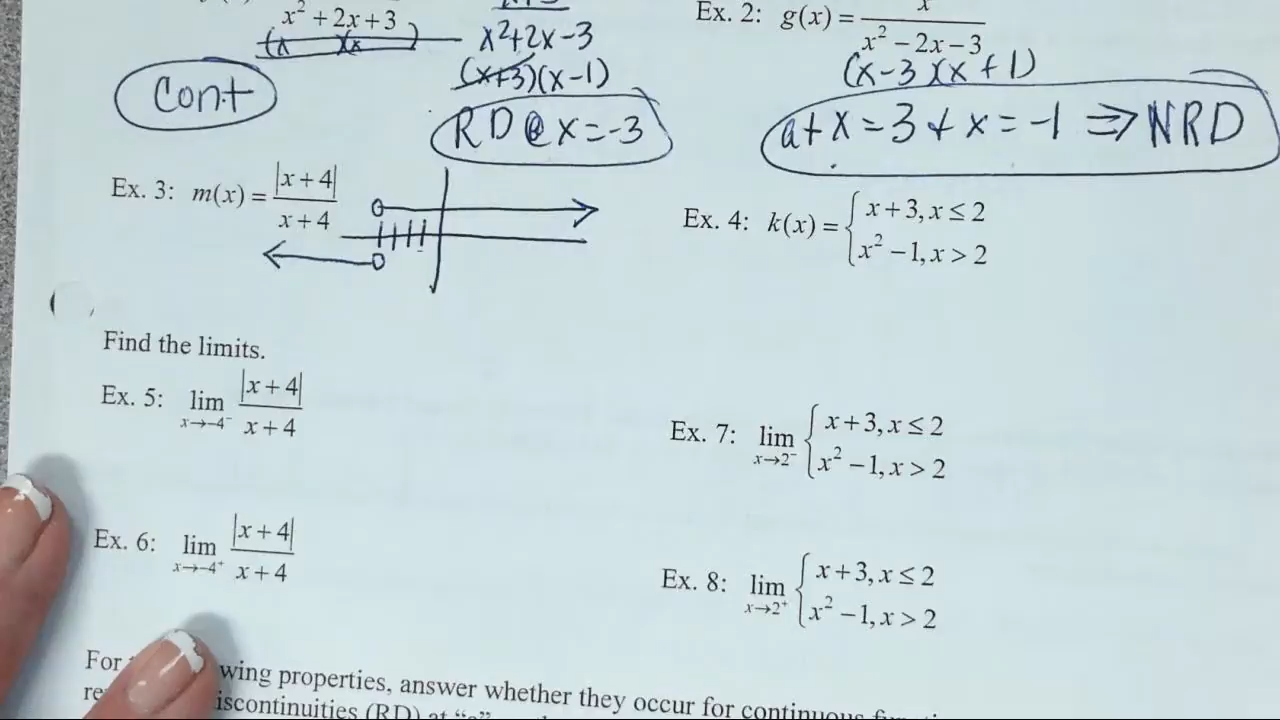 x² + 2x + 3
(x    )(x    )
Cont
x² + 2x - 3
(x+3)(x-1)
RD @ x = -3
Ex. 2: g(x) = x / (x² - 2x - 3)
(x-3)(x+1)
at x = 3 + x = -1 ⇒ NRD
Ex. 3: m(x) = |x + 4| / (x + 4)
Ex. 4: k(x) = { x + 3, x ≤ 2
x² - 1, x > 2
Find the limits.
Ex. 5: lim x→-4⁻ |x + 4| / (x + 4)
Ex. 7: lim x→2⁻ { x + 3, x ≤ 2
x² - 1, x > 2
Ex. 6: lim x→-4⁺ |x + 4| / (x + 4)
Ex. 8: lim x→2⁺ { x + 3, x ≤ 2
x² - 1, x > 2
For wing properties, answer whether they occur for continuous
re iscontinuities (RD) at "a"